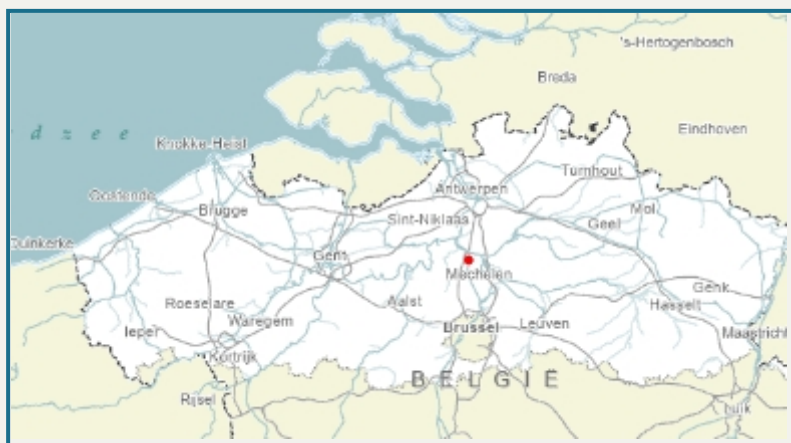 's-Hertogenbosch
Breda
Eindhoven
d z e e
Knokke-Heist
Turnhout
Antwerpen
Oostende
Mol
Brugge
Sint-Niklaas
Geel
Duinkerke
Gent
Mechelen
Genk
Roeselare
Aalst
Hasselt
Waregem
Brussel
Leuven
Ieper
Maastricht
Kortrijk
BELGIË
Rijsel
Luik